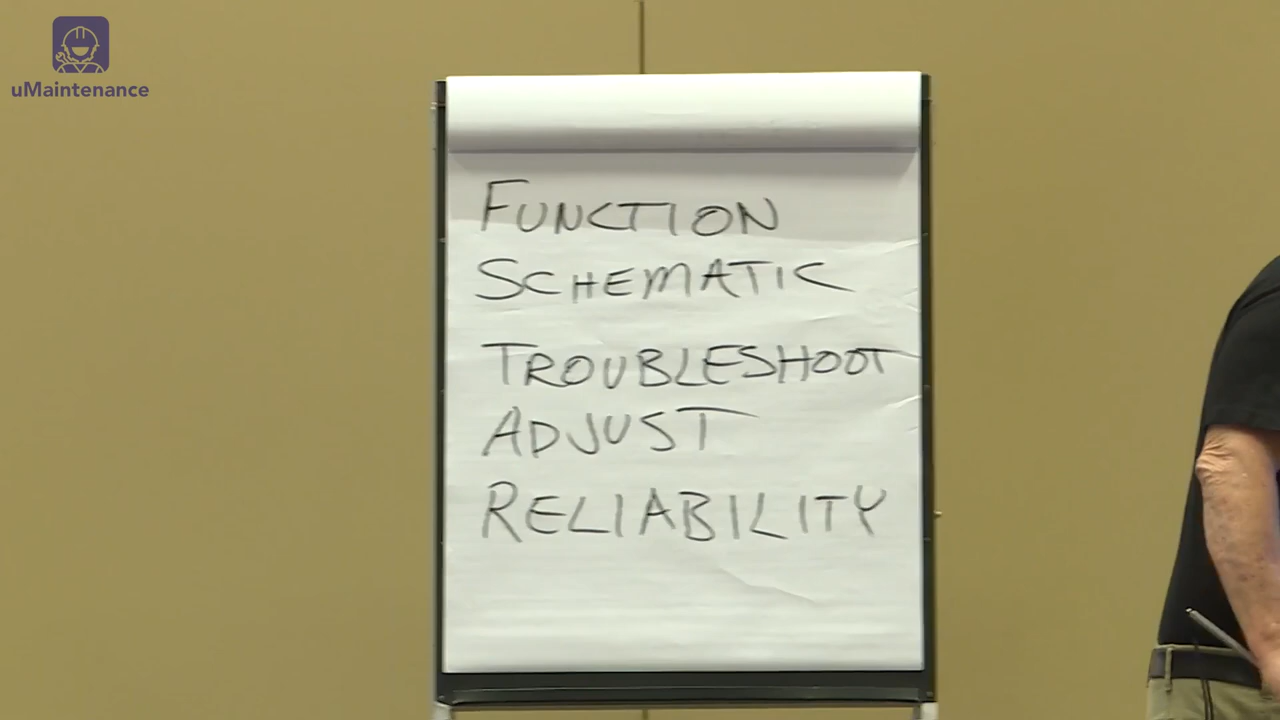 uMaintenance
FUNCTION
SCHEMATIC
TROUBLESHOOT
ADJUST
RELIABILITY